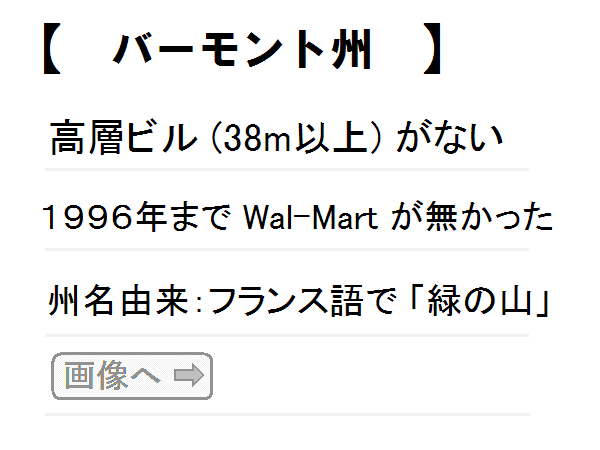 【　バーモント州　】
高層ビル (38m以上) がない
１９９６年まで Wal-Mart が無かった
州名由来：フランス語で「緑の山」
画像へ ⇨